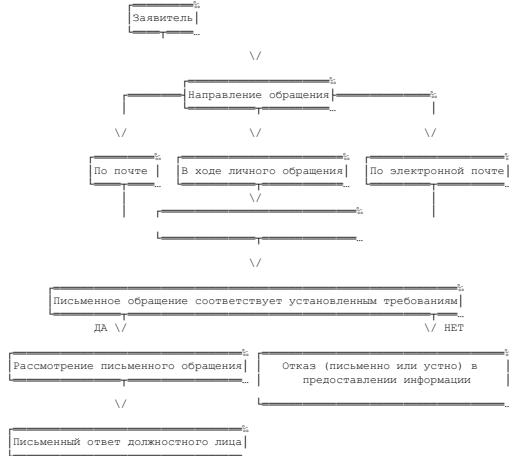 Заявитель
\/
Направление обращения
\/ \/ \/
По почте В ходе личного обращения По электронной почте
\/
\/
Письменное обращение соответствует установленным требованиям
ДА \/ \/ НЕТ
Рассмотрение письменного обращения
Отказ (письменно или устно) в
предоставлении информации
\/
Письменный ответ должностного лица